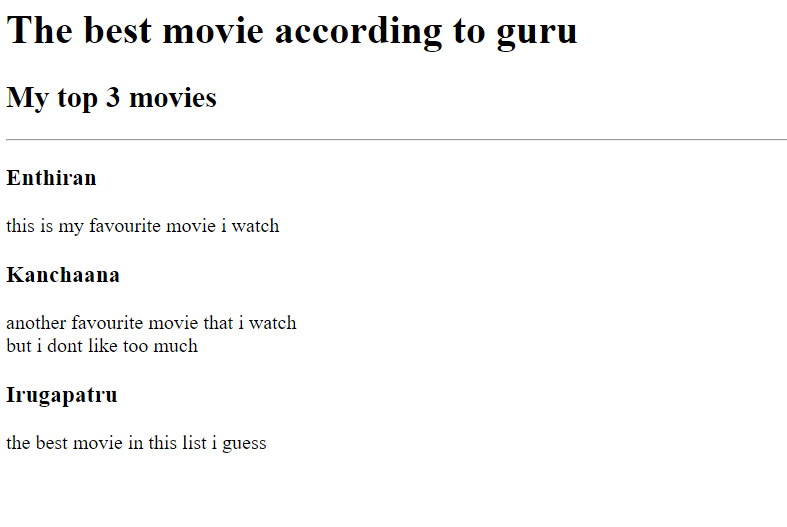 The best movie according to guru
My top 3 movies
Enthiran
this is my favourite movie i watch
Kanchaana
another favourite movie that i watch
but i dont like too much
Irugapatru
the best movie in this list i guess